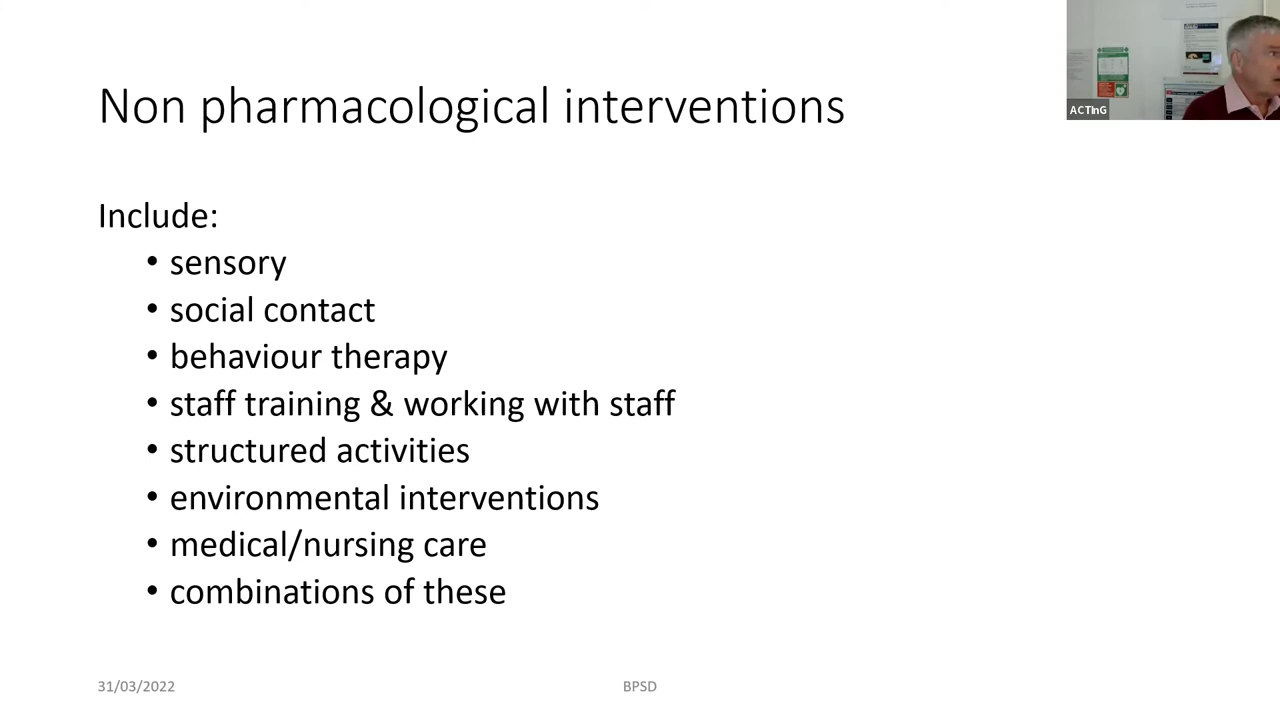 Non pharmacological interventions
ACTInG
Include:
• sensory
• social contact
• behaviour therapy
• staff training & working with staff
• structured activities
• environmental interventions
• medical/nursing care
• combinations of these
31/03/2022
BPSD